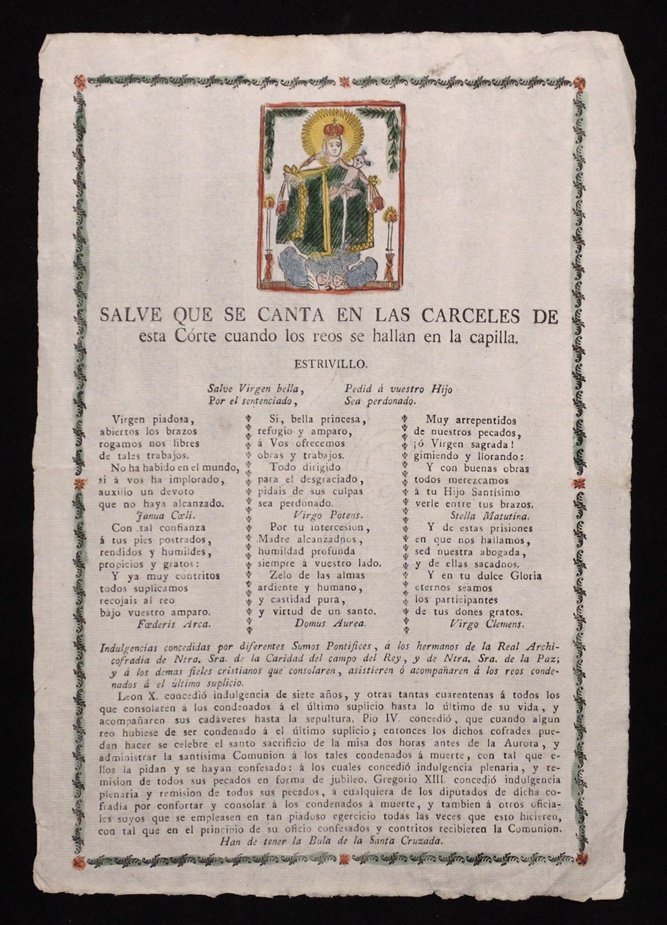 SALVE QUE SE CANTA EN LAS CARCELES DE
esta Córte cuando los reos se hallan en la capilla.
ESTRIVILLO.
Salve Virgen bella,
Por el sentenciado,
Pedid á vuestro Hijo
Sea perdonado.
Virgen piadosa,
abiertos los brazos
rogamos nos libres
de tales trabajos.
No ha habido en el mundo,
si á vos ha implorado,
auxilio un devoto
que no haya alcanzado.
Janua Cœli.
Con tal confianza
á tus pies postrados,
rendidos y humildes,
propicios y gratos:
Y ya muy contritos
todos suplicamos
recojais al reo
bajo vuestro amparo.
Fœderis Arca.
Si, bella princesa,
refugio y amparo,
á Vos ofrecemos
obras y trabajos.
Todo dirigido
para el desgraciado,
pidais de sus culpas
sea perdonado.
Virgo Potens.
Por tu intercesion,
Madre alcanzadnos,
humildad profunda
siempre á vuestro lado.
Zelo de las almas
ardiente y humano,
y castidad pura,
y virtud de un santo.
Domus Aurea.
Muy arrepentidos
de nuestros pecados,
¡ó Vírgen sagrada!
gimiendo y llorando:
Y con buenas obras
todos merezcamos
á tu Hijo Santísimo
verle entre tus brazos.
Stella Matutina.
Y de estas prisiones
en que nos hallamos,
sed nuestra abogada,
y de ellas sacadnos.
Y en tu dulce Gloria
eternos seamos
los participantes
de tus dones gratos.
Virgo Clemens.
Indulgencias concedidas por diferentes Sumos Pontífices, á los hermanos de la Real Archi-
cofradía de Ntra. Sra. de la Caridad del campo del Rey, y de Ntra. Sra. de la Paz;
y á los demas fieles cristianos que consolaren, asistieren ó acompañaren á los reos conde-
nados á el último suplicio.
Leon X. concedió indulgencia de siete años, y otras tantas cuarentenas á todos los
que consolaren a los condenados á el último suplicio hasta lo último de su vida, y
acompañaren sus cadáveres hasta la sepultura. Pio IV. concedió, que cuando algun
reo hubiese de ser condenado á el último suplicio; entonces los dichos cofrades pue-
dan hacer se celebre el santo sacrificio de la misa dos horas antes de la Aurora, y
administrar la santísima Comunion á los tales condenados á muerte, con tal que e-
llos la pidan y se hayan confesado: á los cuales concedió indulgencia plenaria, y re-
mision de todos sus pecados en forma de jubileo. Gregorio XIII. concedió indulgencia
plenaria y remision de todos sus pecados, a cualquiera de los diputados de dicha co-
fradía por confortar y consolar á los condenados à muerte, y tambien á otros oficia-
les suyos que se empleasen en tan piadoso egercicio todas las veces que esto hicieren,
con tal que en el principio de su oficio confesados y contritos recibieren la Comunion.
Han de tener la Bula de la Santa Cruzada.